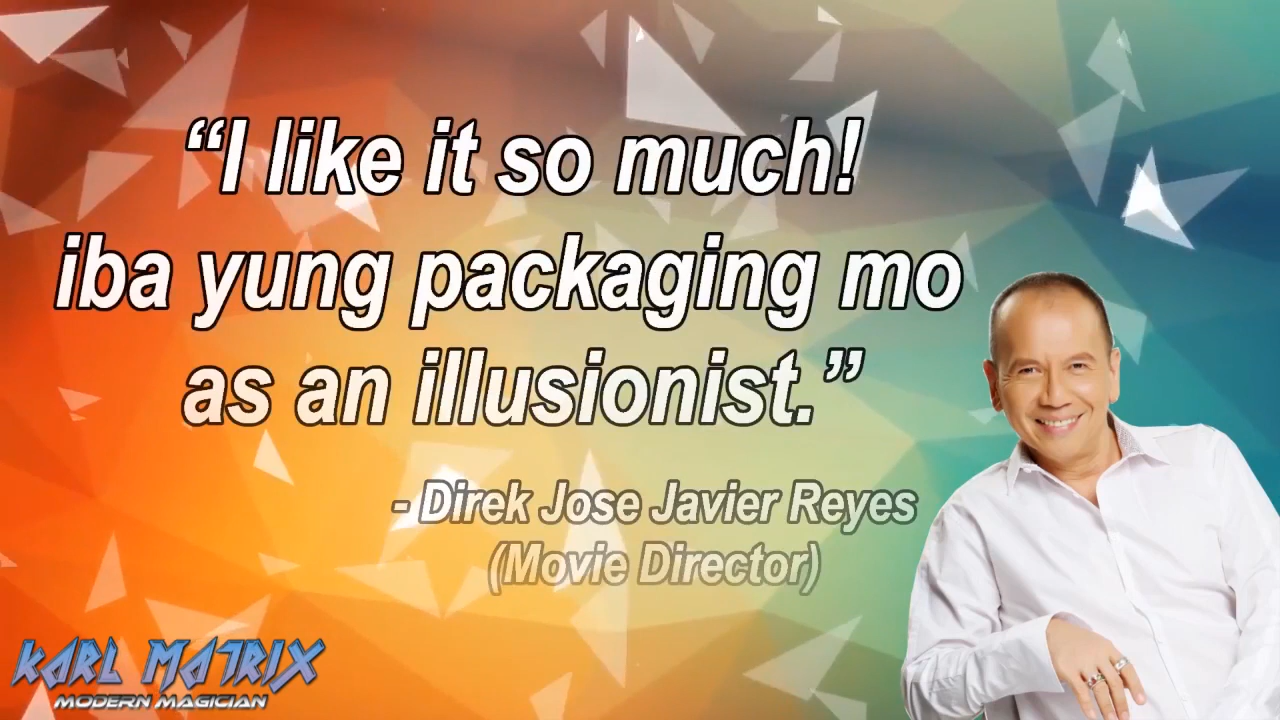 “I like it so much!
iba yung packaging mo
as an illusionist.”
- Direk Jose Javier Reyes
(Movie Director)
KARL MATRIX
MODERN MAGICIAN